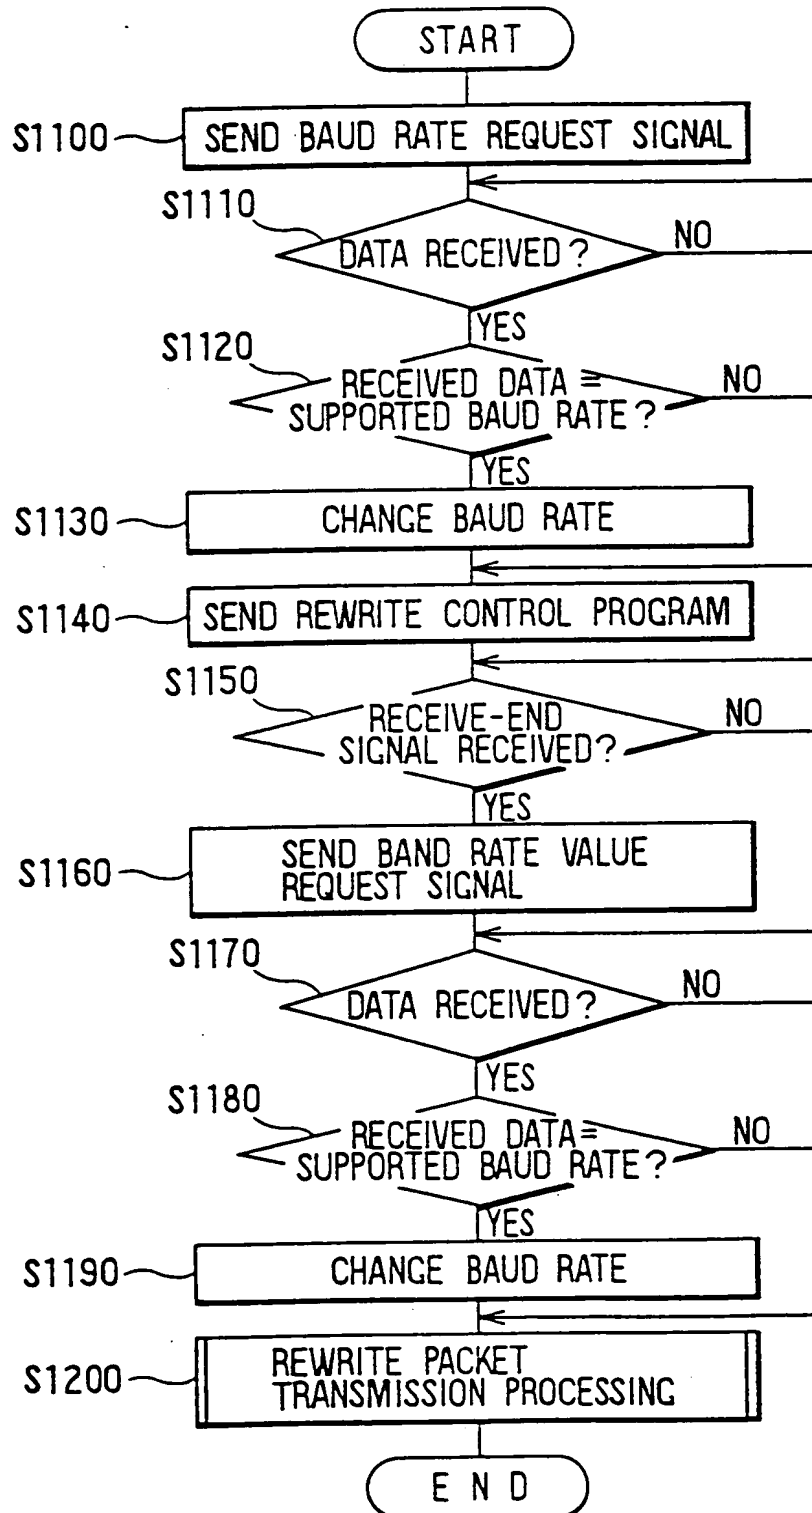 START
S1100
SEND BAUD RATE REQUEST SIGNAL
S1110
DATA RECEIVED?
NO
YES
S1120
RECEIVED DATA =
SUPPORTED BAUD RATE?
NO
YES
S1130
CHANGE BAUD RATE
S1140
SEND REWRITE CONTROL PROGRAM
S1150
RECEIVE-END
SIGNAL RECEIVED?
NO
YES
S1160
SEND BAND RATE VALUE
REQUEST SIGNAL
S1170
DATA RECEIVED?
NO
YES
S1180
RECEIVED DATA=
SUPPORTED BAUD RATE?
NO
YES
S1190
CHANGE BAUD RATE
S1200
REWRITE PACKET
TRANSMISSION PROCESSING
END